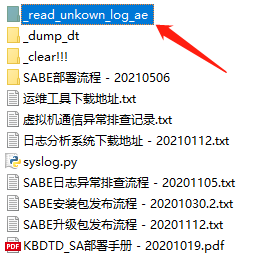 _read_unkown_log_ae
_dump_dt
_clear!!!
SABE部署流程 - 20210506
运维工具下载地址.txt
虚拟机通信异常排查记录.txt
日志分析系统下载地址 - 20210112.txt
syslog.py
SABE日志异常排查流程 - 20201105.txt
SABE安装包发布流程 - 20201030.2.txt
SABE升级包发布流程 - 20201112.txt
KBDTD_SA部署手册 - 20201019.pdf